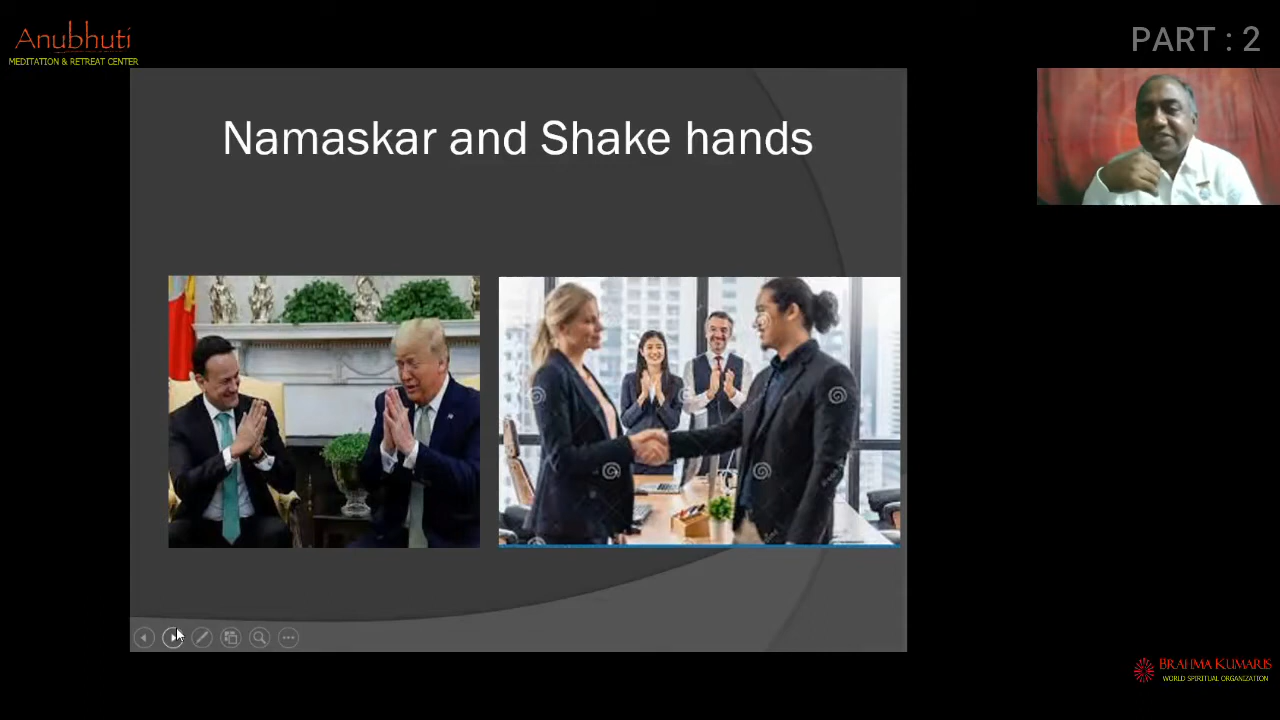 Anubhuti
MEDITATION & RETREAT CENTER
PART : 2
Namaskar and Shake hands
BRAHMA KUMARIS
WORLD SPIRITUAL ORGANIZATION